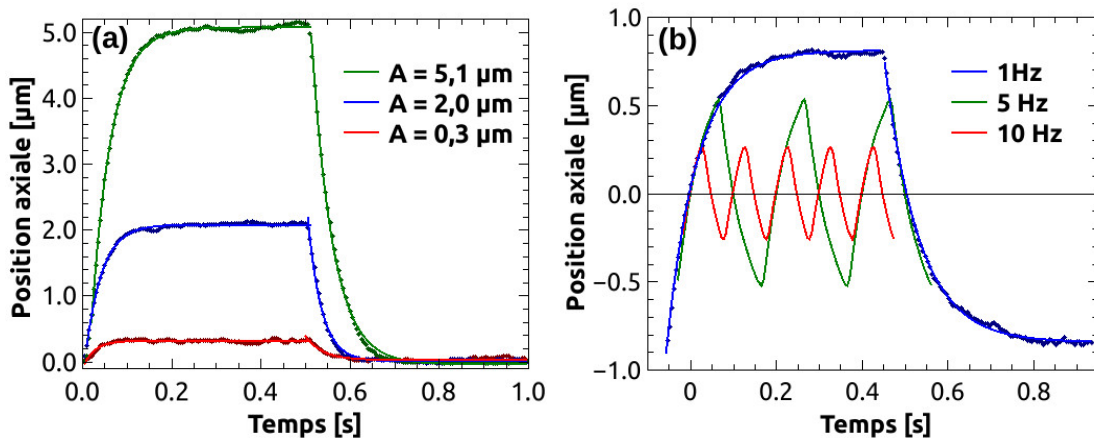 (a)
A = 5,1 µm
A = 2,0 µm
A = 0,3 µm
Position axiale [µm]
5.0
4.0
3.0
2.0
1.0
0.0
0.0 0.2 0.4 0.6 0.8 1.0
Temps [s]
(b)
1Hz
5 Hz
10 Hz
Position axiale [µm]
1.0
0.5
0.0
−0.5
−1.0
0 0.2 0.4 0.6 0.8
Temps [s]